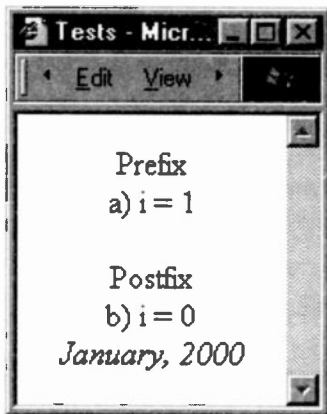 Tests - Micr...
Edit View
Prefix
a) i = 1
Postfix
b) i = 0
January, 2000